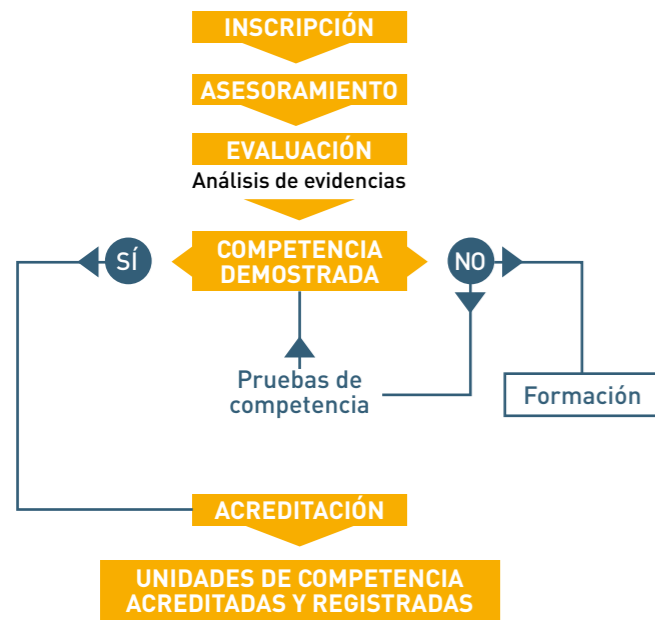 INSCRIPCIÓN
ASESORAMIENTO
EVALUACIÓN
Análisis de evidencias
SÍ
COMPETENCIA
DEMOSTRADA
NO
Pruebas de
competencia
Formación
ACREDITACIÓN
UNIDADES DE COMPETENCIA
ACREDITADAS Y REGISTRADAS